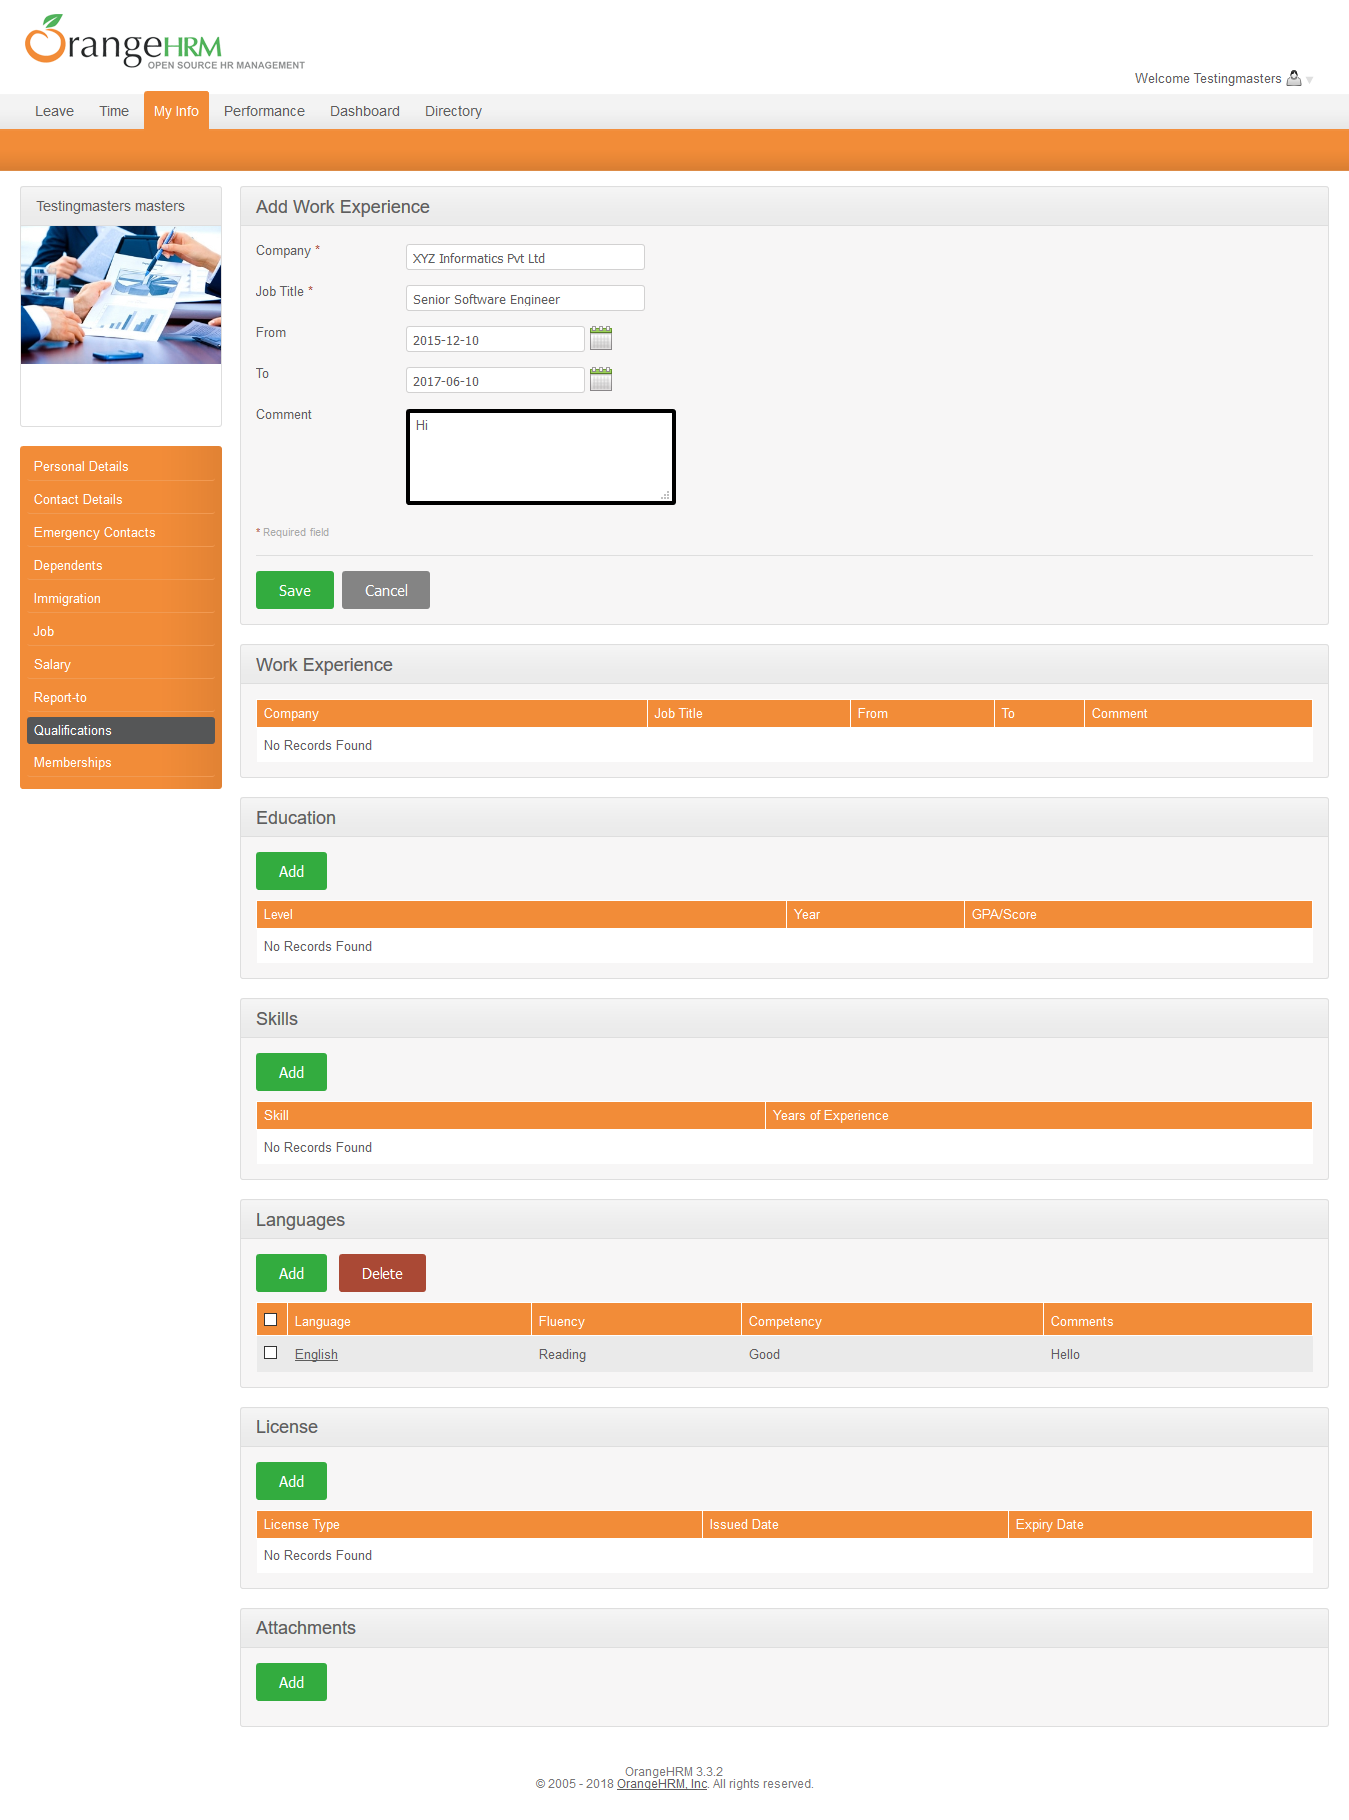 OrangeHRM
OPEN SOURCE HR MANAGEMENT
Welcome Testingmasters
Leave Time My Info Performance Dashboard Directory
Testingmasters masters
Personal Details
Contact Details
Emergency Contacts
Dependents
Immigration
Job
Salary
Report-to
Qualifications
Memberships
Add Work Experience
Company * XYZ Informatics Pvt Ltd
Job Title * Senior Software Engineer
From 2015-12-10
To 2017-06-10
Comment Hi
* Required field
Save Cancel
Work Experience
Company Job Title From To Comment
No Records Found
Education
Add
Level Year GPA/Score
No Records Found
Skills
Add
Skill Years of Experience
No Records Found
Languages
Add Delete
Language Fluency Competency Comments
English Reading Good Hello
License
Add
License Type Issued Date Expiry Date
No Records Found
Attachments
Add
OrangeHRM 3.3.2
© 2005 - 2018 OrangeHRM, Inc. All rights reserved.